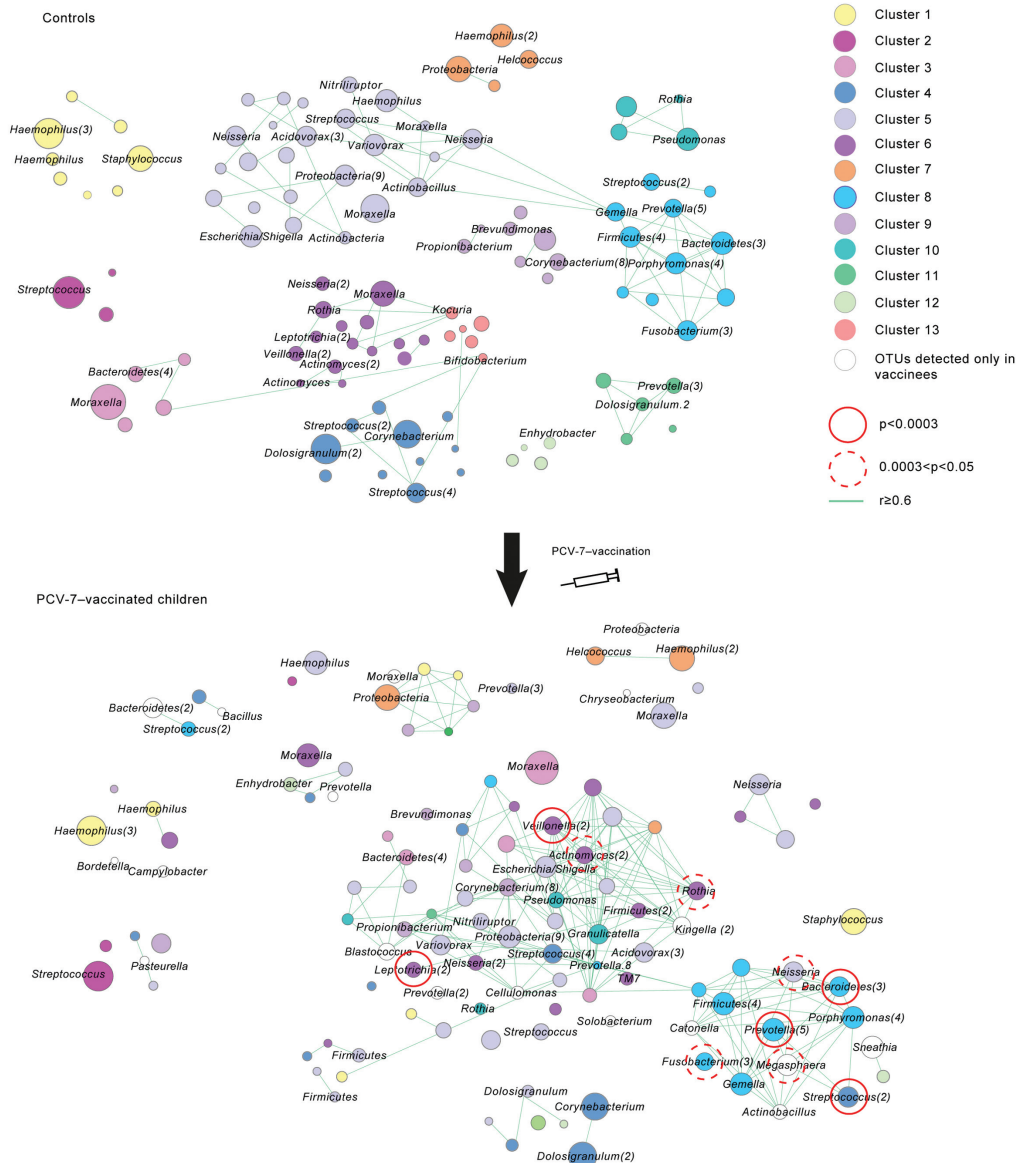 Controls
Haemophilus(2)
Helcococcus
Proteobacteria
Nitriliruptor
Haemophilus
Streptococcus
Moraxella
Neisseria
Acidovorax(3)
Variovorax
Neisseria
Proteobacteria(9)
Actinobacillus
Moraxella
Escherichia/Shigella
Actinobacteria
Haemophilus(3)
Haemophilus
Staphylococcus
Rothia
Pseudomonas
Streptococcus(2)
Gemella
Prevotella(5)
Firmicutes(4)
Bacteroidetes(3)
Porphyromonas(4)
Fusobacterium(3)
Brevundimonas
Propionibacterium
Corynebacterium(8)
Streptococcus
Neisseria(2)
Moraxella
Rothia
Kocuria
Leptotrichia(2)
Veillonella(2)
Actinomyces(2)
Actinomyces
Bifidobacterium
Bacteroidetes(4)
Moraxella
Streptococcus(2)
Corynebacterium
Dolosigranulum(2)
Streptococcus(4)
Enhydrobacter
Prevotella(3)
Dolosigranulum.2
Cluster 1
Cluster 2
Cluster 3
Cluster 4
Cluster 5
Cluster 6
Cluster 7
Cluster 8
Cluster 9
Cluster 10
Cluster 11
Cluster 12
Cluster 13
OTUs detected only in
vaccinees
p<0.0003
0.0003<p<0.05
r≥0.6
PCV-7–vaccination
PCV-7–vaccinated children
Proteobacteria
Helcococcus
Haemophilus(2)
Haemophilus
Moraxella
Proteobacteria
Prevotella(3)
Chryseobacterium
Moraxella
Bacteroidetes(2)
Bacillus
Streptococcus(2)
Moraxella
Enhydrobacter
Prevotella
Moraxella
Neisseria
Haemophilus
Haemophilus(3)
Bordetella
Campylobacter
Brevundimonas
Veillonella(2)
Bacteroidetes(4)
Actinomyces(2)
Escherichia/Shigella
Corynebacterium(8)
Pseudomonas
Rothia
Firmicutes(2)
Propionibacterium
Nitriliruptor
Granulicatella
Kingella (2)
Proteobacteria(9)
Blastococcus
Variovorax
Streptococcus(4)
Acidovorax(3)
Leptotrichia(2)
Neisseria(2)
Prevotella.8
TM7
Prevotella(2)
Cellulomonas
Rothia
Streptococcus
Solobacterium
Staphylococcus
Pasteurella
Streptococcus
Firmicutes
Firmicutes
Neisseria
Bacteroidetes(3)
Firmicutes(4)
Porphyromonas(4)
Catonella
Prevotella(5)
Sneathia
Fusobacterium(3)
Megasphaera
Gemella
Streptococcus(2)
Actinobacillus
Dolosigranulum
Corynebacterium
Dolosigranulum(2)